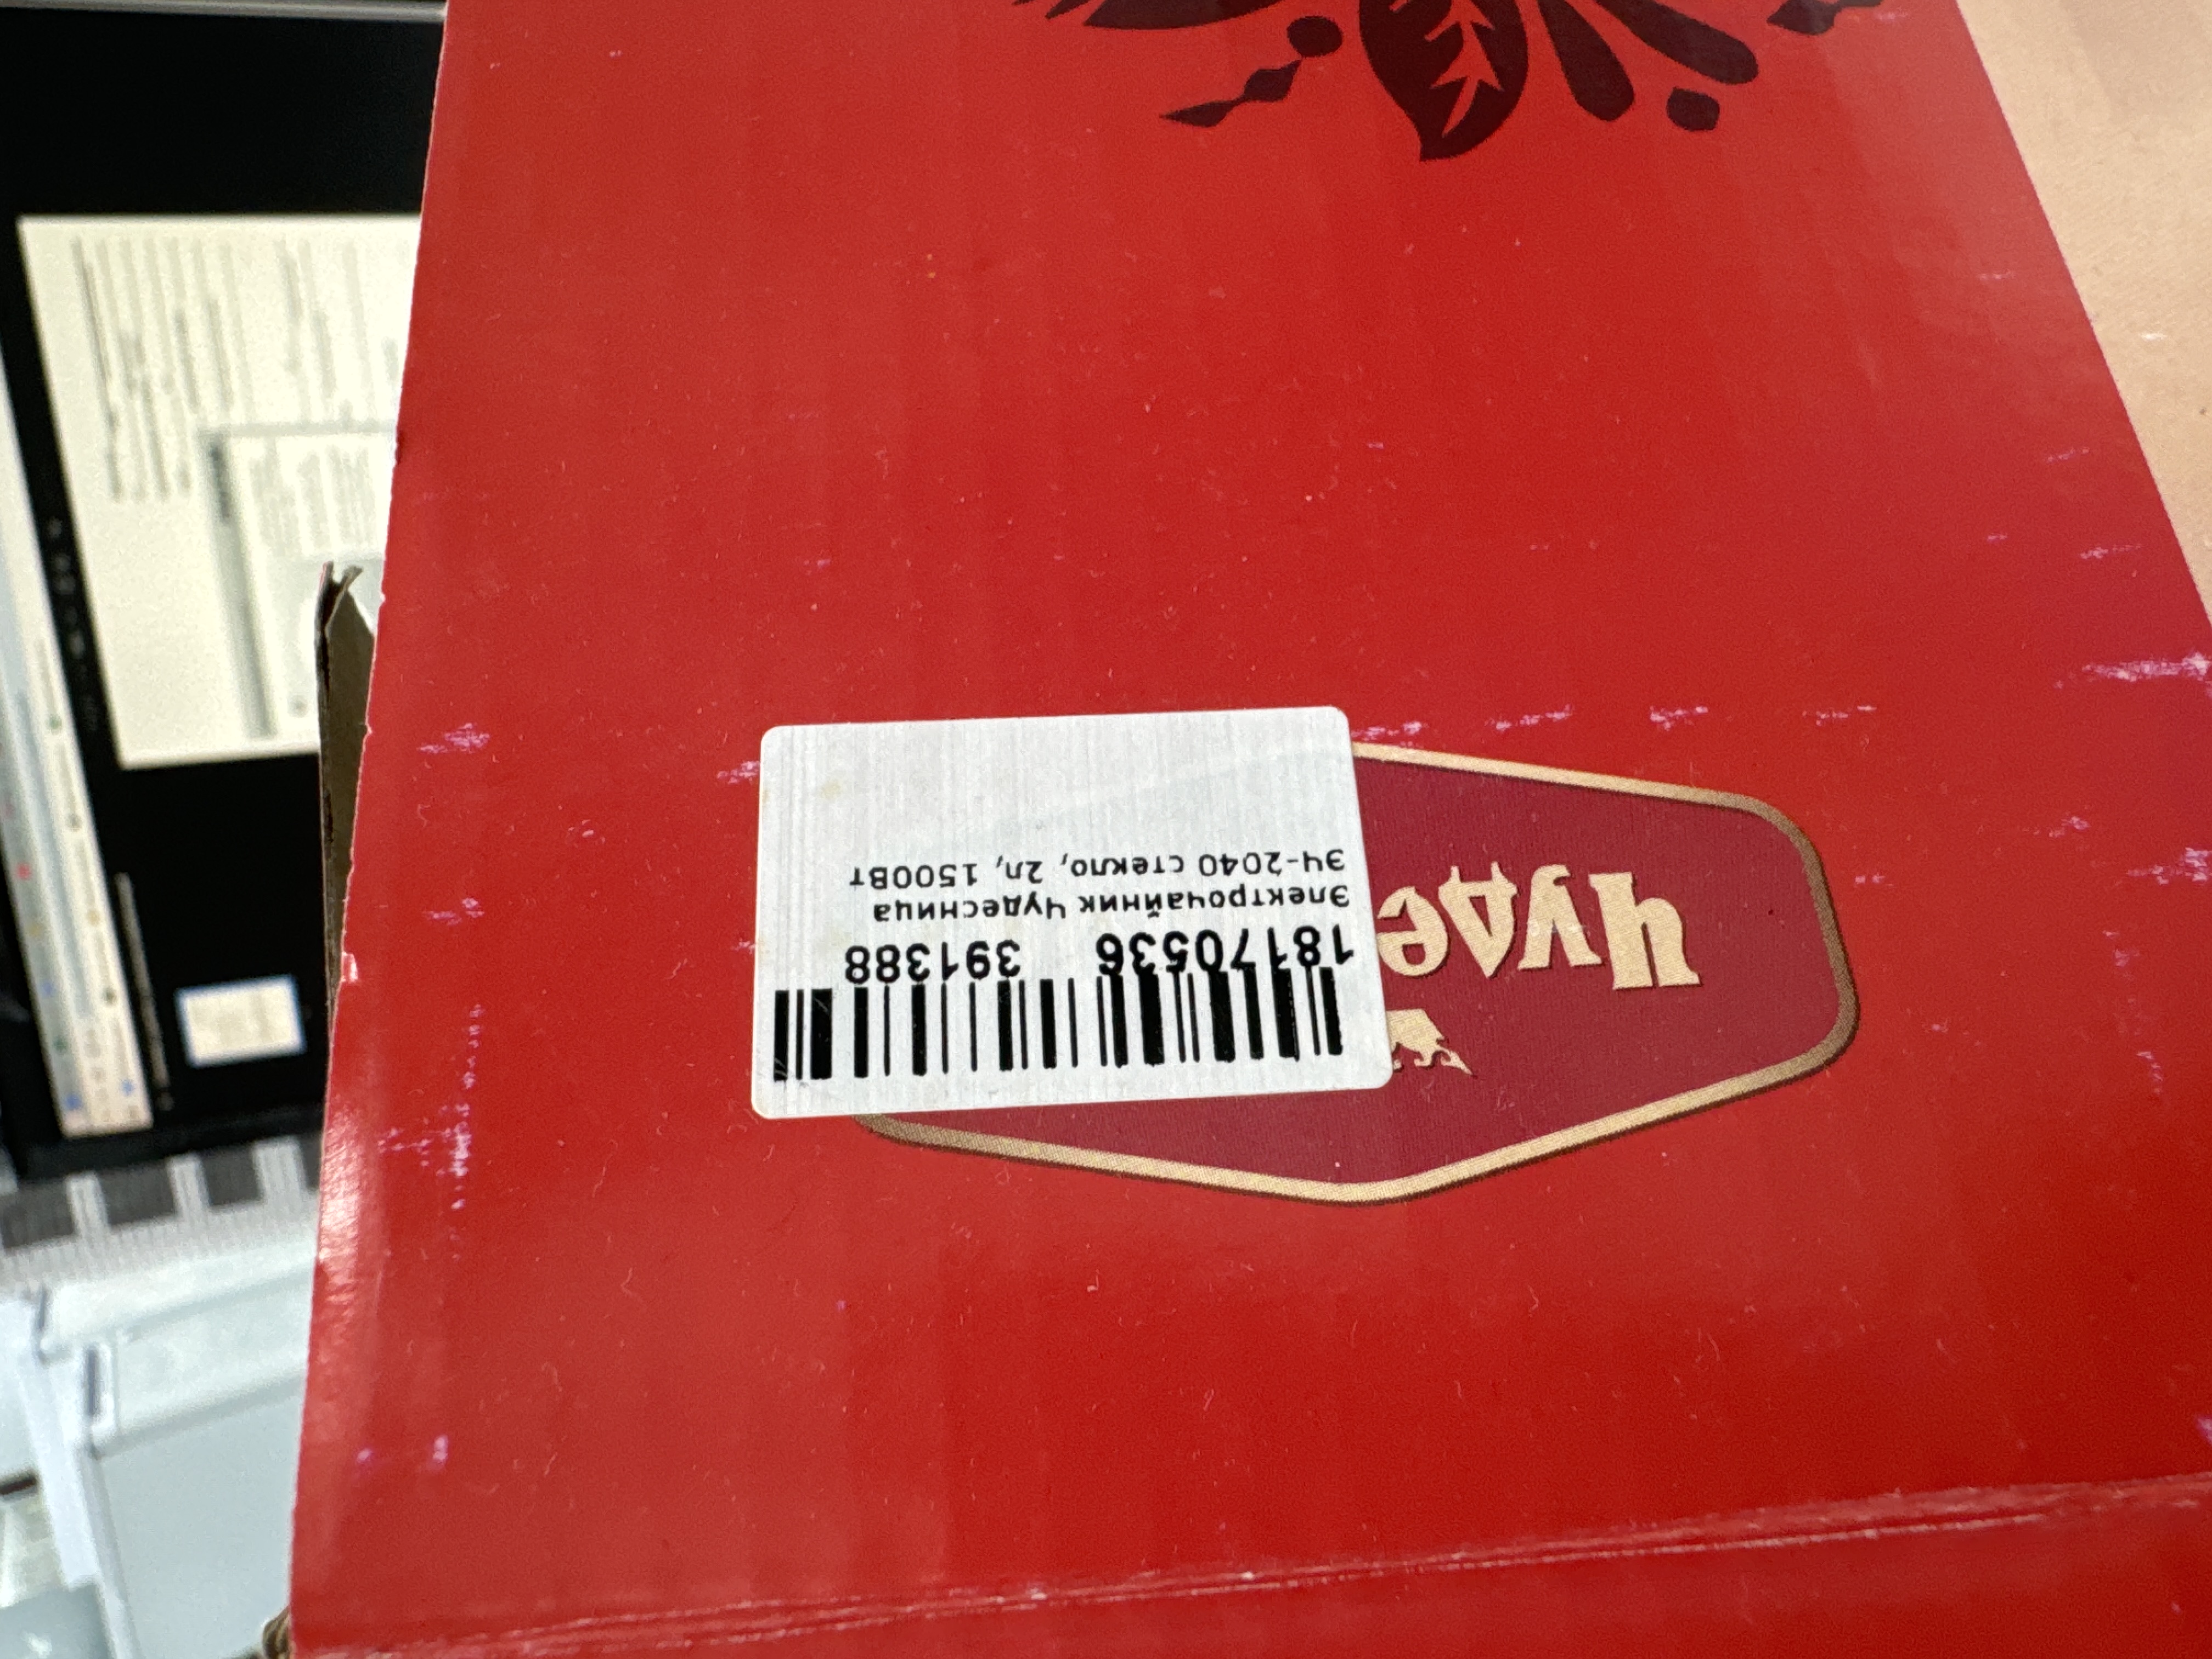 Чуде
18170536 391388
Электрочайник Чудесница
ЭЧ-2040 стекло, 2л, 1500Вт